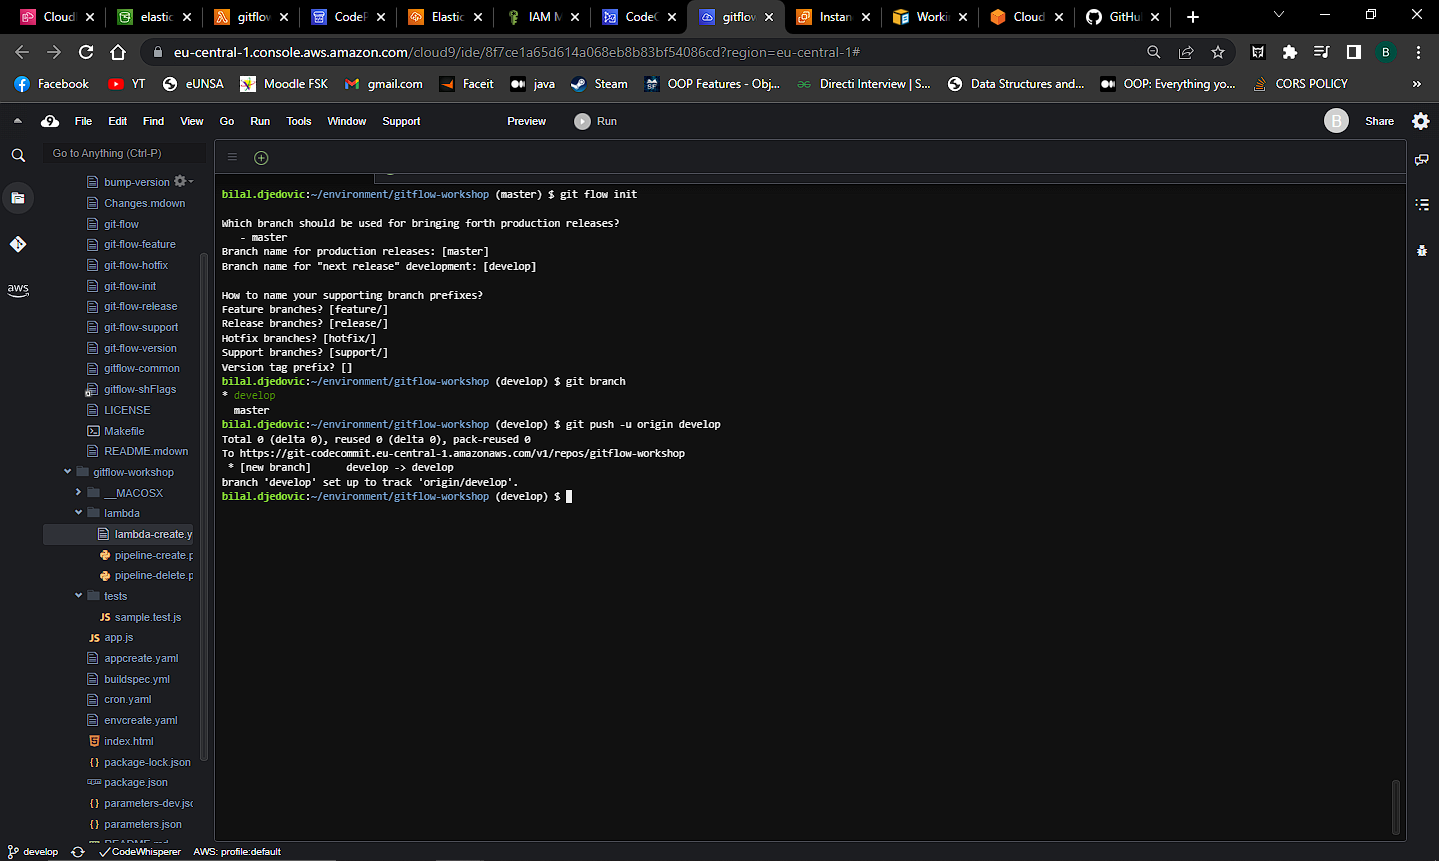 CloudF
elastic
gitflow
CodeP
Elastic
IAM M
CodeC
gitflow
Instan
Workin
Cloud
GitHu
eu-central-1.console.aws.amazon.com/cloud9/ide/8f7ce1a65d614a068eb8b83bf54086cd?region=eu-central-1#
B
Facebook
YT
eUNSA
Moodle FSK
gmail.com
Faceit
java
Steam
OOP Features - Obj...
Directi Interview | S...
Data Structures and...
OOP: Everything yo...
CORS POLICY
»
9 File Edit Find View Go Run Tools Window Support Preview Run B Share
Go to Anything (Ctrl-P)
aws
bump-version
Changes.mdown
git-flow
git-flow-feature
git-flow-hotfix
git-flow-init
git-flow-release
git-flow-support
git-flow-version
gitflow-common
gitflow-shFlags
LICENSE
Makefile
README.mdown
gitflow-workshop
__MACOSX
lambda
lambda-create.y
pipeline-create.p
pipeline-delete.p
tests
JS sample.test.js
JS app.js
appcreate.yaml
buildspec.yml
cron.yaml
envcreate.yaml
index.html
{} package-lock.json
package.json
{} parameters-dev.jsc
{} parameters.json
README.md
bilal.djedovic:~/environment/gitflow-workshop (master) $ git flow init
Which branch should be used for bringing forth production releases?
- master
Branch name for production releases: [master]
Branch name for "next release" development: [develop]
How to name your supporting branch prefixes?
Feature branches? [feature/]
Release branches? [release/]
Hotfix branches? [hotfix/]
Support branches? [support/]
Version tag prefix? []
bilal.djedovic:~/environment/gitflow-workshop (develop) $ git branch
* develop
master
bilal.djedovic:~/environment/gitflow-workshop (develop) $ git push -u origin develop
Total 0 (delta 0), reused 0 (delta 0), pack-reused 0
To https://git-codecommit.eu-central-1.amazonaws.com/v1/repos/gitflow-workshop
* [new branch]      develop -> develop
branch 'develop' set up to track 'origin/develop'.
bilal.djedovic:~/environment/gitflow-workshop (develop) $
develop
CodeWhisperer
AWS: profile:default